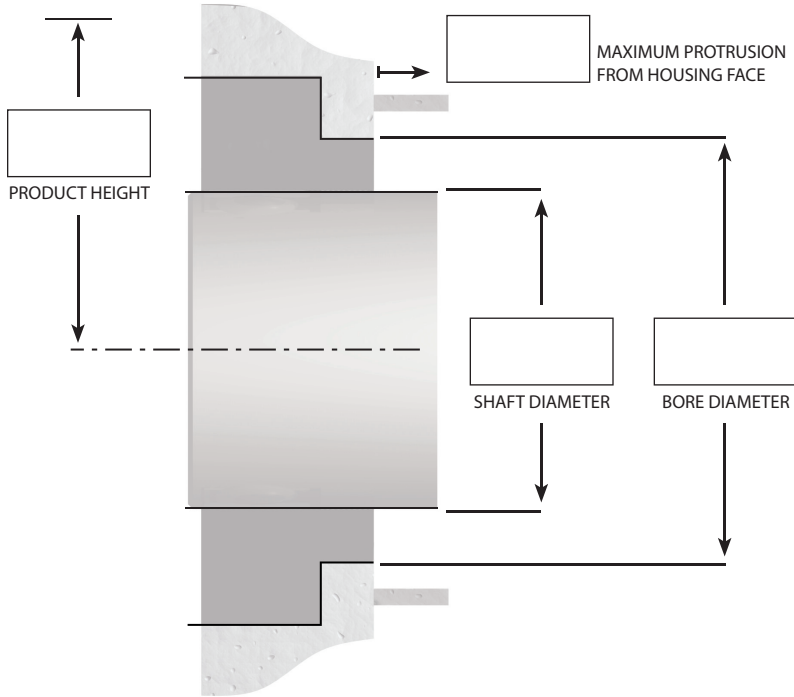 MAXIMUM PROTRUSION
FROM HOUSING FACE
PRODUCT HEIGHT
SHAFT DIAMETER
BORE DIAMETER